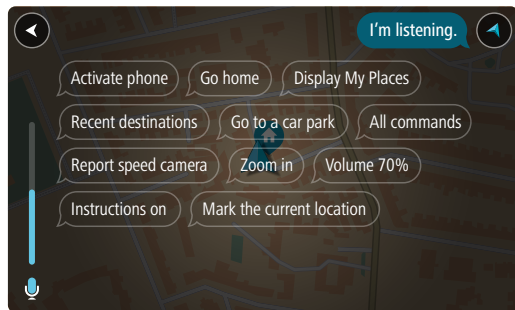 I'm listening.
Activate phone Go home Display My Places
Recent destinations Go to a car park All commands
Report speed camera Zoom in Volume 70%
Instructions on Mark the current location